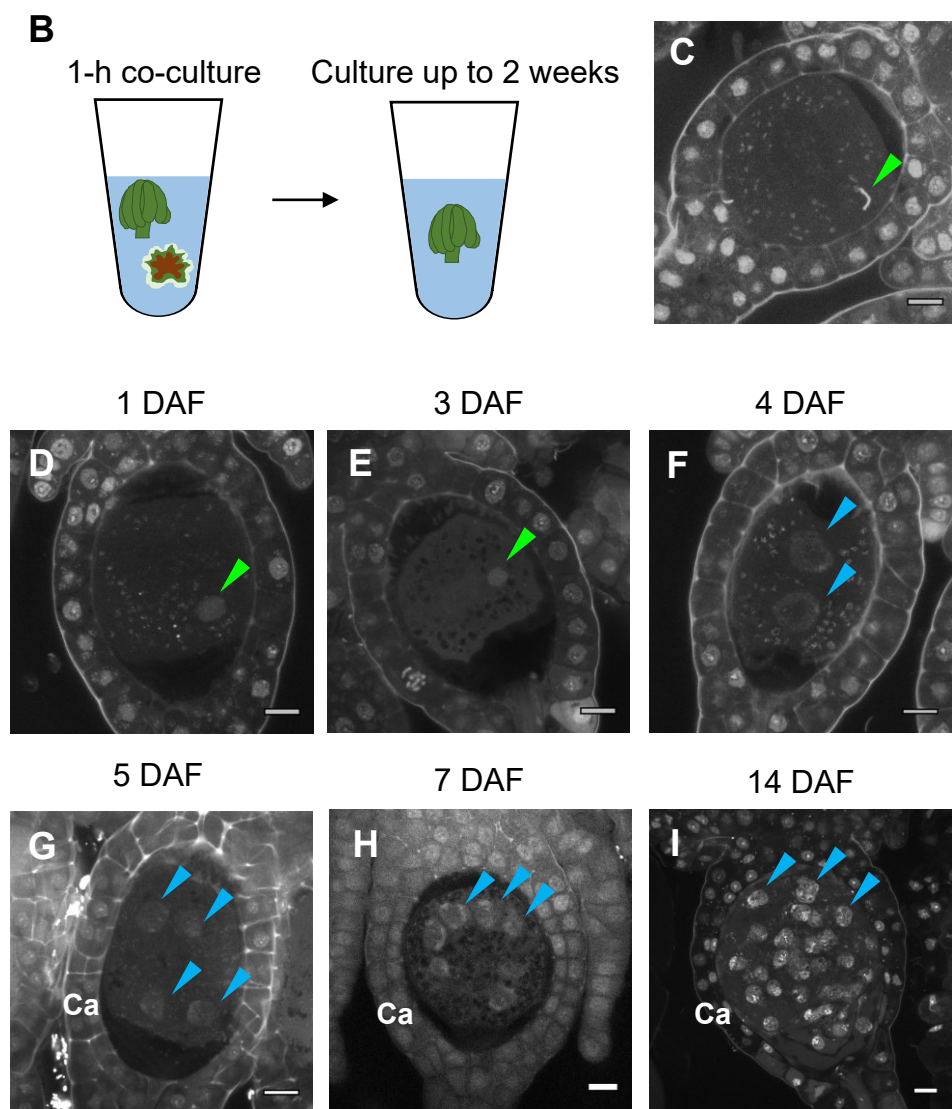 B
1-h co-culture
Culture up to 2 weeks
C
1 DAF
3 DAF
4 DAF
D
E
F
5 DAF
7 DAF
14 DAF
G
H
I
Ca
Ca
Ca